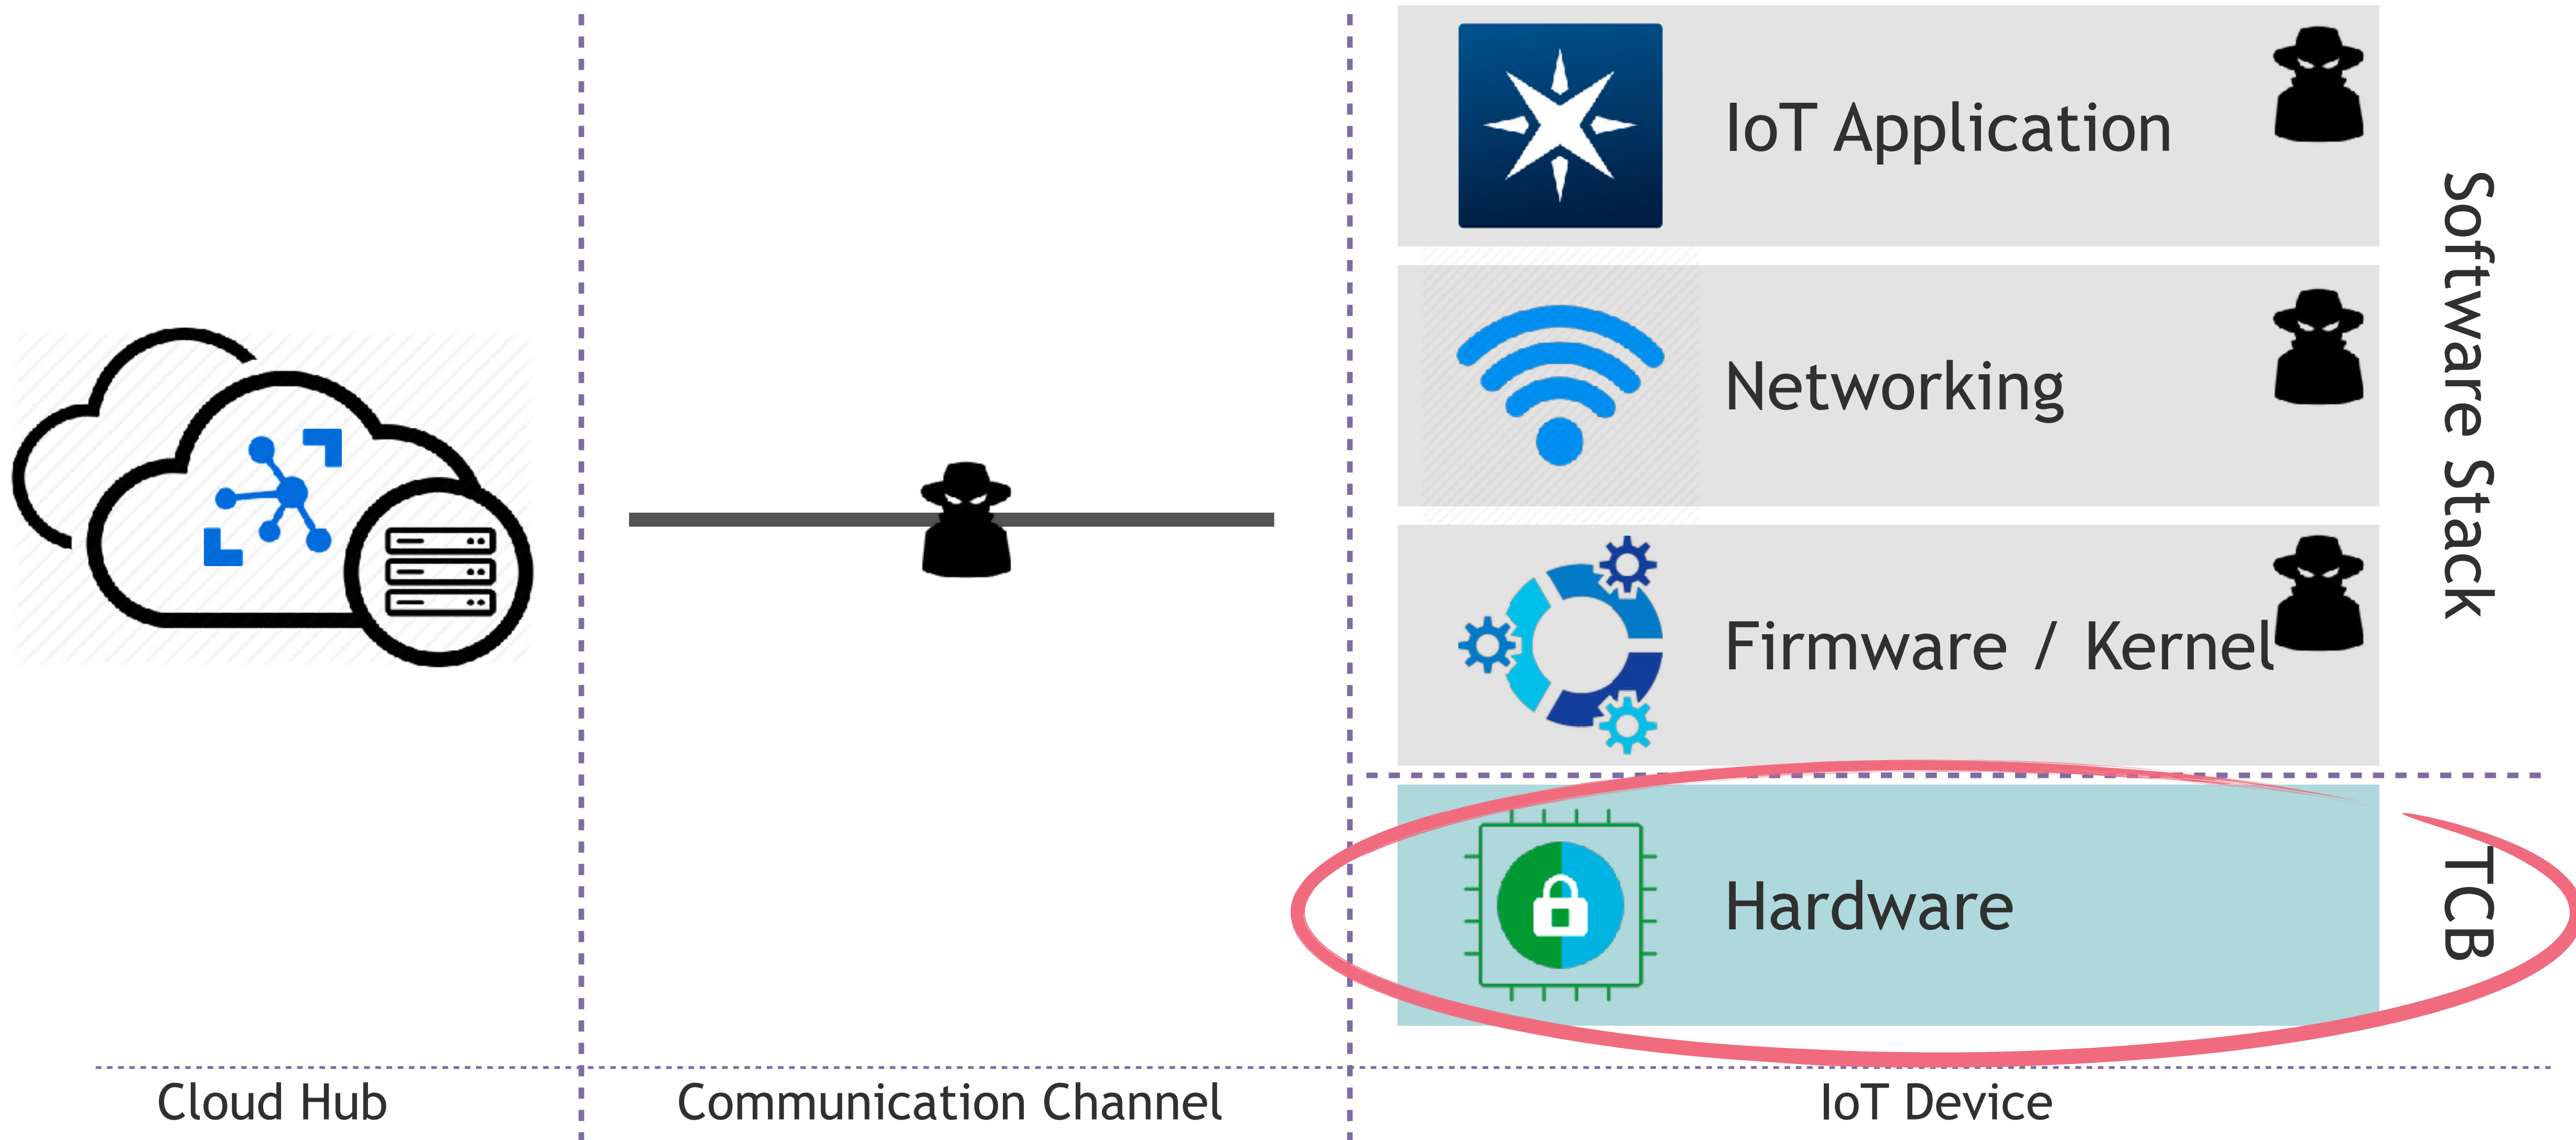 IoT Application
Networking
Firmware / Kernel
Software Stack
Hardware
TCB
Cloud Hub
Communication Channel
IoT Device